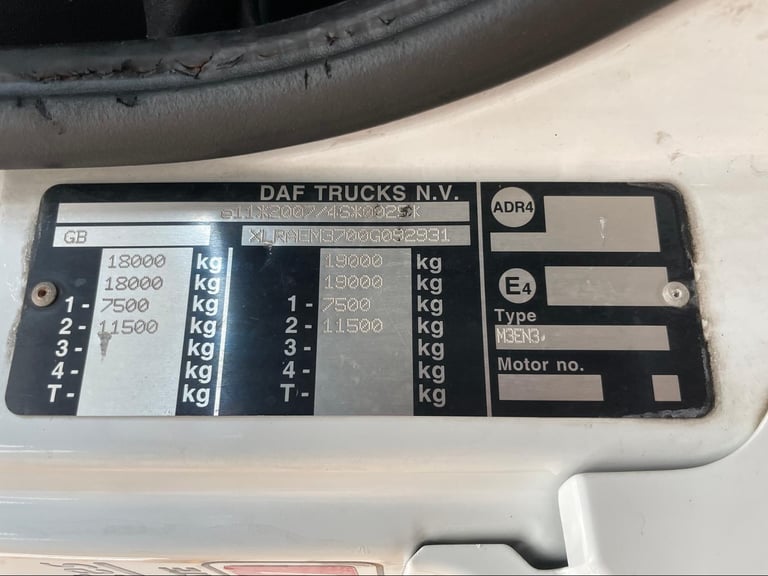 DAF TRUCKS N.V.
e11*2007/46*0029*
GB XLRAEM3700G092931
18000 kg 19000 kg
18000 kg 19000 kg
1- 7500 kg 1- 7500 kg
2- 11500 kg 2- 11500 kg
3- kg 3- kg
4- kg 4- kg
T- kg T- kg
ADR4
E4
Type
M3EN3
Motor no.